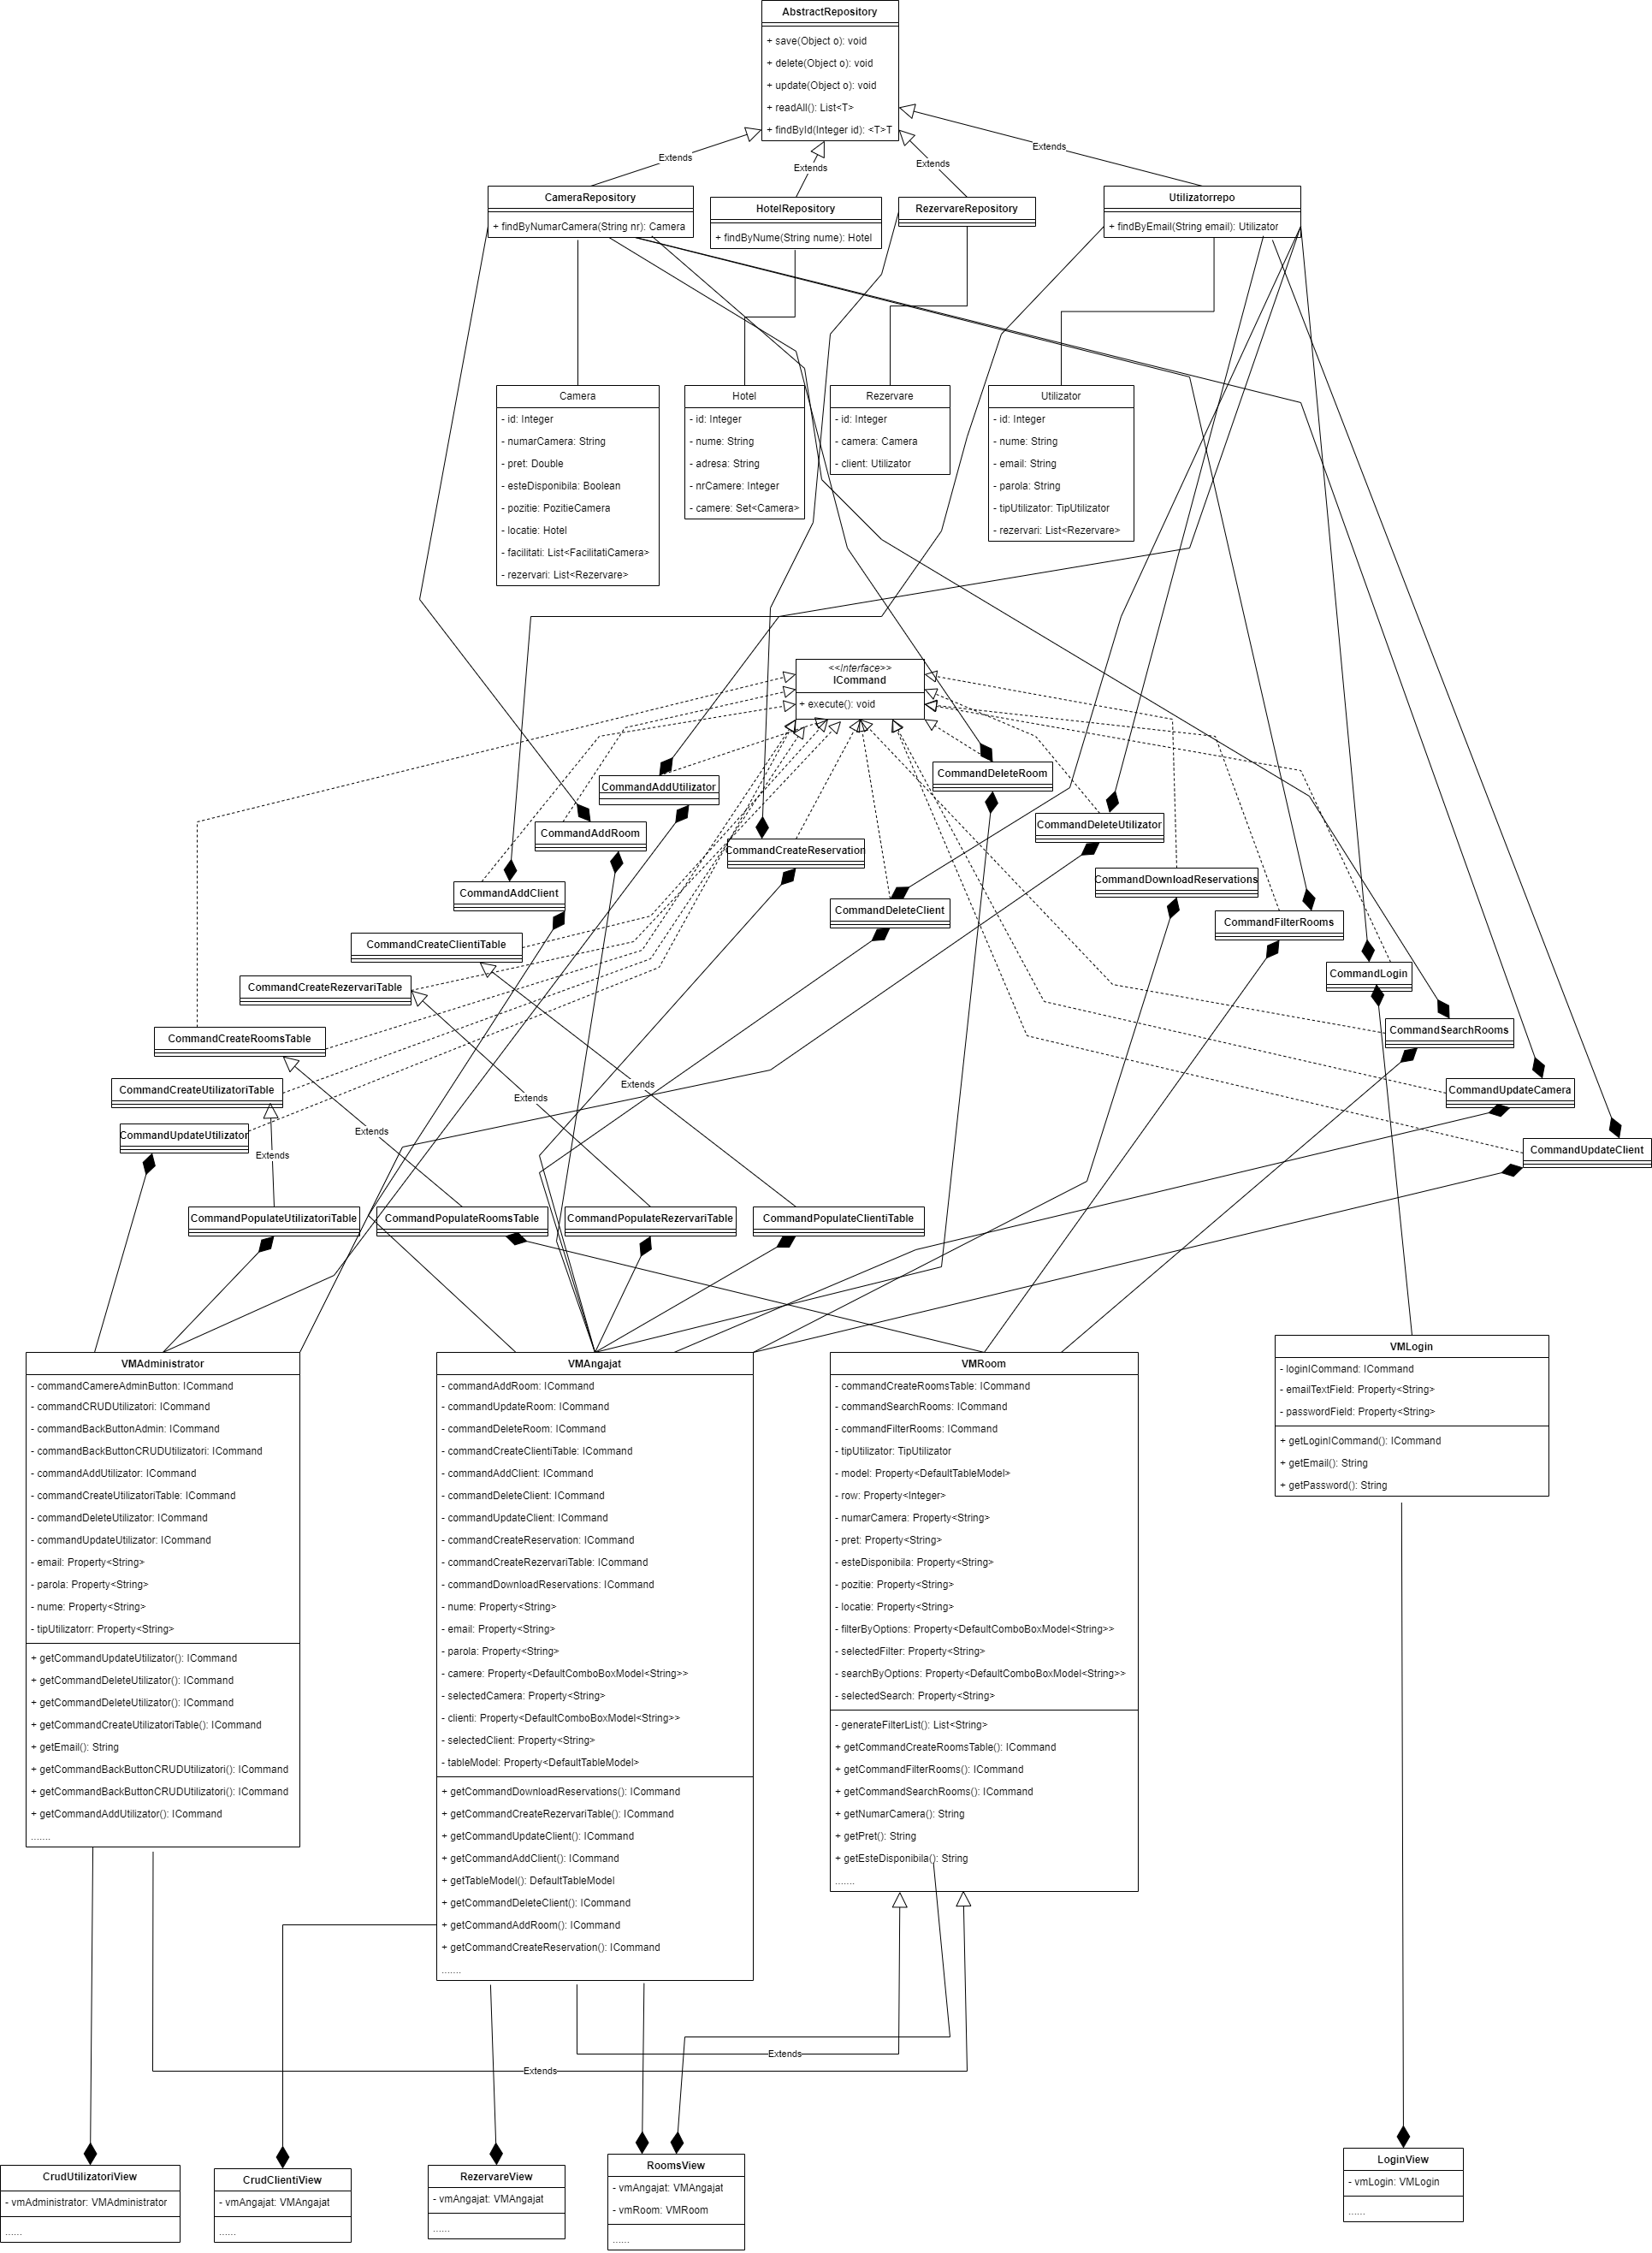 AbstractRepository
+ save(Object o): void
+ delete(Object o): void
+ update(Object o): void
+ readAll(): List<T>
+ findById(Integer id): <T>T
Extends
Extends
Extends
Extends
CameraRepository
+ findByNumarCamera(String nr): Camera
HotelRepository
+ findByNume(String nume): Hotel
RezervareRepository
Utilizatorrepo
+ findByEmail(String email): Utilizator
Camera
- id: Integer
- numarCamera: String
- pret: Double
- esteDisponibila: Boolean
- pozitie: PozitieCamera
- locatie: Hotel
- facilitati: List<FacilitatiCamera>
- rezervari: List<Rezervare>
Hotel
- id: Integer
- nume: String
- adresa: String
- nrCamere: Integer
- camere: Set<Camera>
Rezervare
- id: Integer
- camera: Camera
- client: Utilizator
Utilizator
- id: Integer
- nume: String
- email: String
- parola: String
- tipUtilizator: TipUtilizator
- rezervari: List<Rezervare>
<<Interface>>
ICommand
+ execute(): void
CommandDeleteRoom
CommandAddUtilizator
CommandDeleteUtilizator
CommandAddRoom
CommandCreateReservation
CommandDownloadReservations
CommandAddClient
CommandDeleteClient
CommandFilterRooms
CommandCreateClientiTable
CommandLogin
CommandCreateRezervariTable
CommandSearchRooms
CommandCreateRoomsTable
CommandCreateUtilizatoriTable
CommandUpdateCamera
Extends
Extends
CommandUpdateUtilizator
Extends
CommandUpdateClient
Extends
CommandPopulateUtilizatoriTable
CommandPopulateRoomsTable
CommandPopulateRezervariTable
CommandPopulateClientiTable
VMAdministrator
- commandCamereAdminButton: ICommand
- commandCRUDUtilizatori: ICommand
- commandBackButtonAdmin: ICommand
- commandBackButtonCRUDUtilizatori: ICommand
- commandAddUtilizator: ICommand
- commandCreateUtilizatoriTable: ICommand
- commandDeleteUtilizator: ICommand
- commandUpdateUtilizator: ICommand
- email: Property<String>
- parola: Property<String>
- nume: Property<String>
- tipUtilizatorr: Property<String>
+ getCommandUpdateUtilizator(): ICommand
+ getCommandDeleteUtilizator(): ICommand
+ getCommandDeleteUtilizator(): ICommand
+ getCommandCreateUtilizatoriTable(): ICommand
+ getEmail(): String
+ getCommandBackButtonCRUDUtilizatori(): ICommand
+ getCommandBackButtonCRUDUtilizatori(): ICommand
+ getCommandAddUtilizator(): ICommand
.......
VMAngajat
- commandAddRoom: ICommand
- commandUpdateRoom: ICommand
- commandDeleteRoom: ICommand
- commandCreateClientiTable: ICommand
- commandAddClient: ICommand
- commandDeleteClient: ICommand
- commandUpdateClient: ICommand
- commandCreateReservation: ICommand
- commandCreateRezervariTable: ICommand
- commandDownloadReservations: ICommand
- nume: Property<String>
- email: Property<String>
- parola: Property<String>
- camere: Property<DefaultComboBoxModel<String>>
- selectedCamera: Property<String>
- clienti: Property<DefaultComboBoxModel<String>>
- selectedClient: Property<String>
- tableModel: Property<DefaultTableModel>
+ getCommandDownloadReservations(): ICommand
+ getCommandCreateRezervariTable(): ICommand
+ getCommandUpdateClient(): ICommand
+ getCommandAddClient(): ICommand
+ getTableModel(): DefaultTableModel
+ getCommandDeleteClient(): ICommand
+ getCommandAddRoom(): ICommand
+ getCommandCreateReservation(): ICommand
.......
VMRoom
- commandCreateRoomsTable: ICommand
- commandSearchRooms: ICommand
- commandFilterRooms: ICommand
- tipUtilizator: TipUtilizator
- model: Property<DefaultTableModel>
- row: Property<Integer>
- numarCamera: Property<String>
- pret: Property<String>
- esteDisponibila: Property<String>
- pozitie: Property<String>
- locatie: Property<String>
- filterByOptions: Property<DefaultComboBoxModel<String>>
- selectedFilter: Property<String>
- searchByOptions: Property<DefaultComboBoxModel<String>>
- selectedSearch: Property<String>
- generateFilterList(): List<String>
+ getCommandCreateRoomsTable(): ICommand
+ getCommandFilterRooms(): ICommand
+ getCommandSearchRooms(): ICommand
+ getNumarCamera(): String
+ getPret(): String
+ getEsteDisponibila(): String
.......
VMLogin
- loginICommand: ICommand
- emailTextField: Property<String>
- passwordField: Property<String>
+ getLoginICommand(): ICommand
+ getEmail(): String
+ getPassword(): String
Extends
Extends
CrudUtilizatoriView
- vmAdministrator: VMAdministrator
......
CrudClientiView
- vmAngajat: VMAngajat
......
RezervareView
- vmAngajat: VMAngajat
......
RoomsView
- vmAngajat: VMAngajat
- vmRoom: VMRoom
......
LoginView
- vmLogin: VMLogin
......